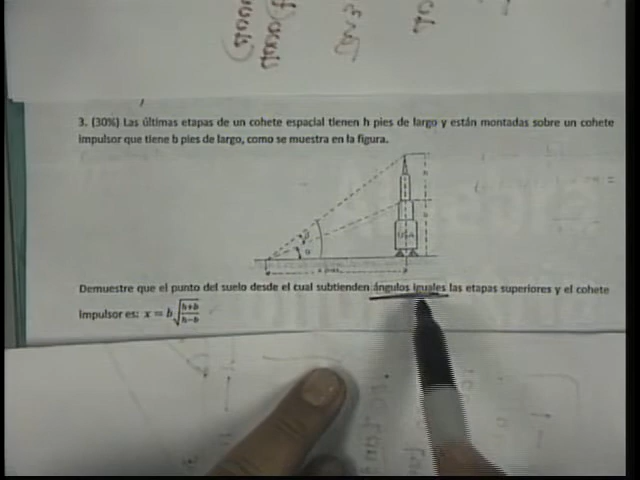 3. (30%) Las últimas etapas de un cohete espacial tienen h pies de largo y están montadas sobre un cohete
impulsor que tiene b pies de largo, como se muestra en la figura.
h
b
USA
x pies
Demuestre que el punto del suelo desde el cual subtienden ángulos iguales las etapas superiores y el cohete
impulsor es: x = b√((h+b)/(h−b))